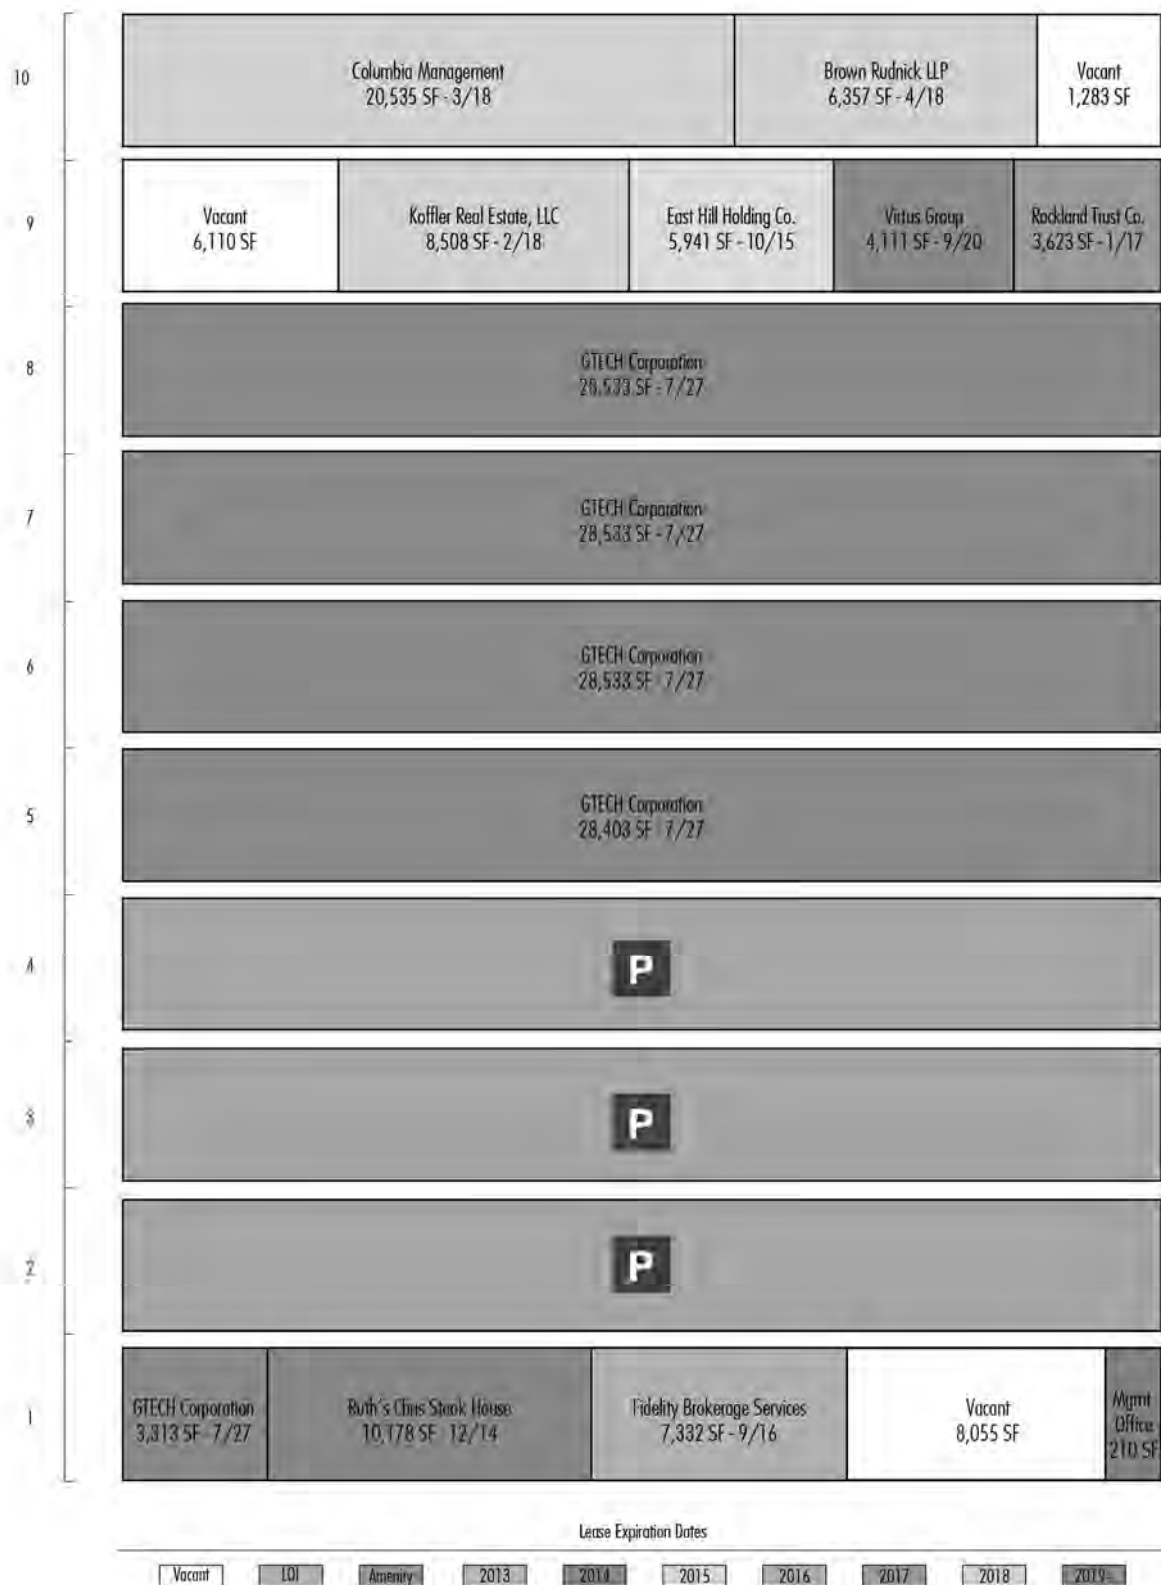 10
Columbia Management
20,535 SF - 3/18
Brown Rudnick LLP
6,357 SF - 4/18
Vacant
1,283 SF
9
Vacant
6,110 SF
Koffler Real Estate, LLC
8,508 SF - 2/18
East Hill Holding Co.
5,941 SF - 10/15
Virtus Group
4,111 SF - 9/20
Rockland Trust Co.
3,623 SF - 1/17
8
GTECH Corporation
28,533 SF - 7/27
7
GTECH Corporation
28,533 SF - 7/27
6
GTECH Corporation
28,533 SF - 7/27
5
GTECH Corporation
28,403 SF - 7/27
4
P
3
P
2
P
1
GTECH Corporation
3,813 SF - 7/27
Ruth's Chris Steak House
10,178 SF - 12/14
Fidelity Brokerage Services
7,332 SF - 9/16
Vacant
8,055 SF
Mgmt
Office
210 SF
Lease Expiration Dates
Vacant LOI Amenity 2013 2014 2015 2016 2017 2018 2019+